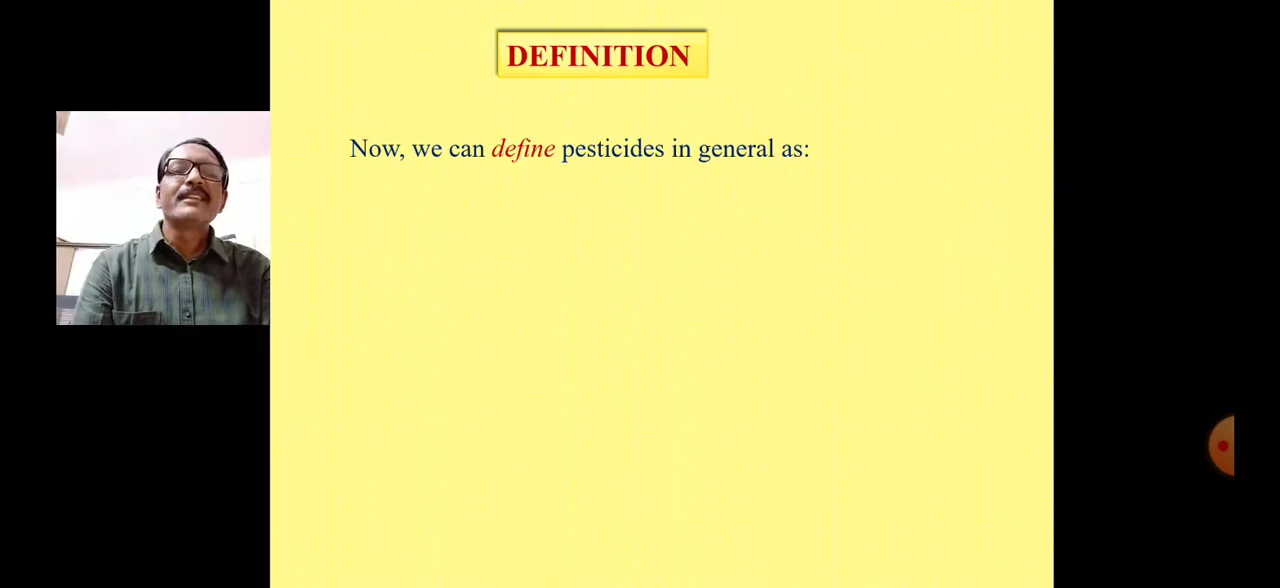 DEFINITION
Now, we can define pesticides in general as: